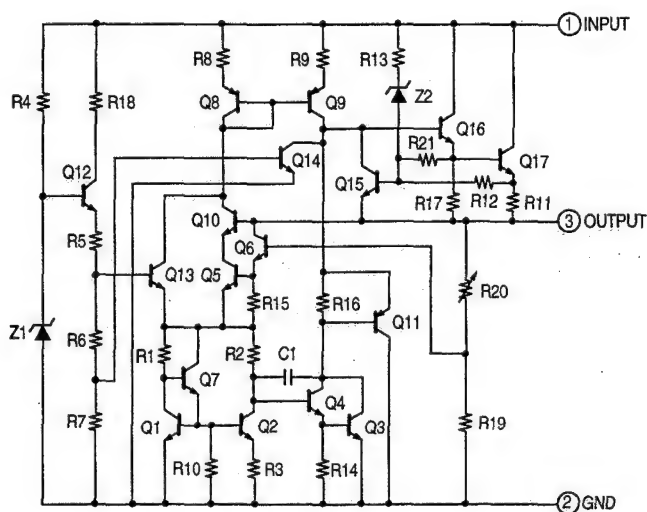 1 INPUT
R8
R9
R13
R4
R18
Z2
Q8
Q9
Q16
Q12
Q14
R21
Q17
Q15
R12
R17
R11
Q10
3 OUTPUT
R5
Q6
Q13
Q5
R20
R15
R16
Q11
Z1
R6
R1
R2
C1
Q7
Q4
R7
Q1
Q2
Q3
R19
R10
R3
R14
2 GND